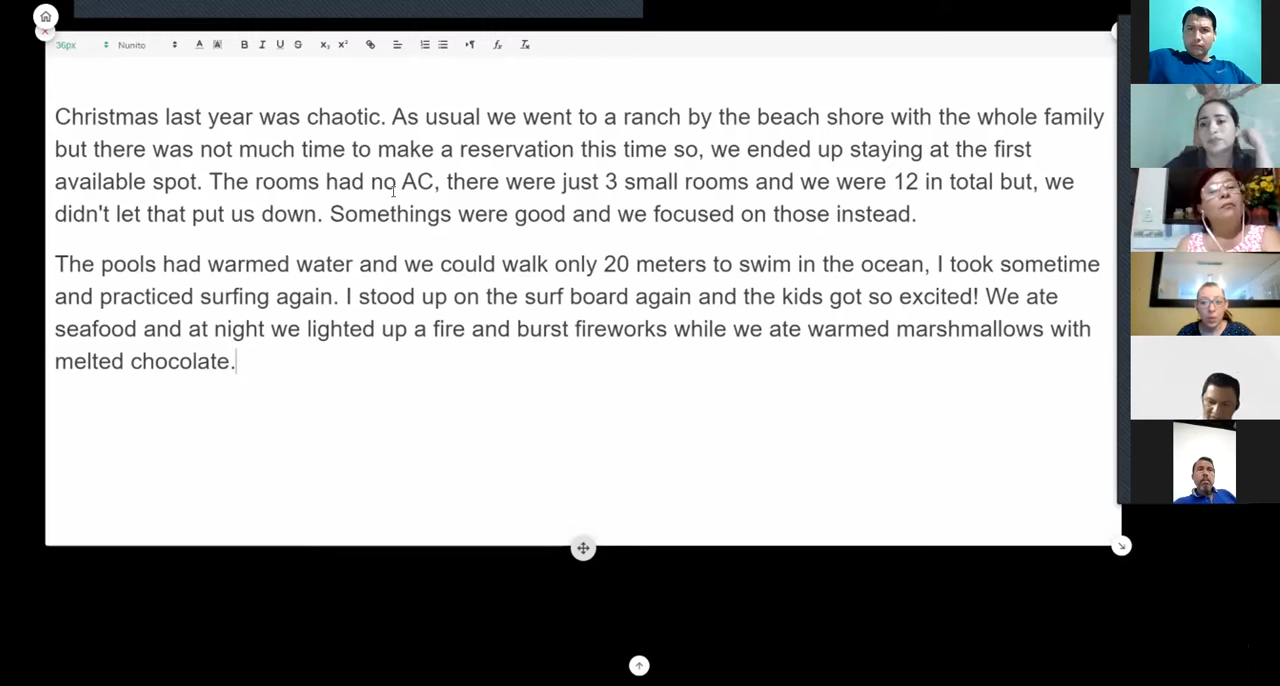 36px
Nunito
Christmas last year was chaotic. As usual we went to a ranch by the beach shore with the whole family
but there was not much time to make a reservation this time so, we ended up staying at the first
available spot. The rooms had no AC, there were just 3 small rooms and we were 12 in total but, we
didn't let that put us down. Somethings were good and we focused on those instead.
The pools had warmed water and we could walk only 20 meters to swim in the ocean, I took sometime
and practiced surfing again. I stood up on the surf board again and the kids got so excited! We ate
seafood and at night we lighted up a fire and burst fireworks while we ate warmed marshmallows with
melted chocolate.